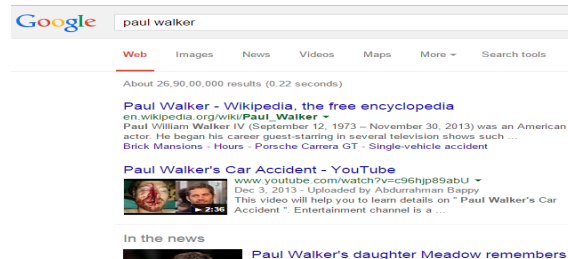 Google paul walker
Web Images News Videos Maps More Search tools
About 26,90,00,000 results (0.22 seconds)
Paul Walker - Wikipedia, the free encyclopedia
en.wikipedia.org/wiki/Paul_Walker
Paul William Walker IV (September 12, 1973 – November 30, 2013) was an American
actor. He began his career guest-starring in several television shows such ...
Brick Mansions - Hours - Porsche Carrera GT - Single-vehicle accident
Paul Walker's Car Accident - YouTube
www.youtube.com/watch?v=c96hjp89abU
Dec 3, 2013 - Uploaded by Abdurrahman Bappy
This video will help you to learn details on " Paul Walker's Car
Accident ". Entertainment channel is a ...
2:36
In the news
Paul Walker's daughter Meadow remembers